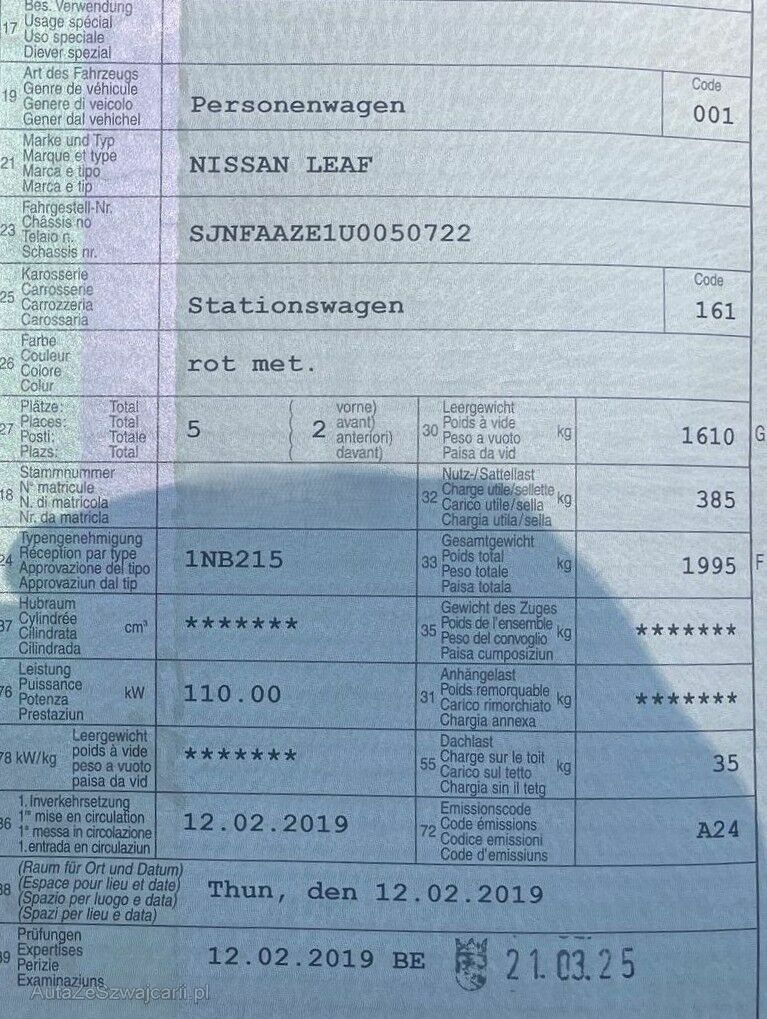 17 Bes. Verwendung
Usage spécial
Uso speciale
Diever spezial
19 Art des Fahrzeugs
Genre de véhicule
Genere di veicolo
Gener dal vehichel
Personenwagen
Code
001
21 Marke und Typ
Marque et type
Marca e tipo
Marca e tip
NISSAN LEAF
23 Fahrgestell-Nr.
Châssis no
Telaio n.
Schassis nr.
SJNFAAZE1U0050722
25 Karosserie
Carrosserie
Carrozzeria
Carossaria
Stationswagen
Code
161
26 Farbe
Couleur
Colore
Colur
rot met.
27 Plätze: Total
Places: Total
Posti: Totale
Plazs: Total
5 ( 2 vorne)
( avant)
( anteriori)
( davant)
30 Leergewicht
Poids à vide
Peso a vuoto
Paisa da vid
kg 1610 G
18 Stammnummer
N° matricule
N. di matricola
Nr. da matricla
32 Nutz-/Sattellast
Charge utile/sellette
Carico utile/sella
Chargia utila/sella
kg 385
24 Typengenehmigung
Réception par type
Approvazione del tipo
Approvaziun dal tip
1NB215
33 Gesamtgewicht
Poids total
Peso totale
Paisa totala
kg 1995 F
37 Hubraum
Cylindrée
Cilindrata
Cilindrada
cm³ *******
35 Gewicht des Zuges
Poids de l'ensemble
Peso del convoglio
Paisa cumposiziun
kg *******
76 Leistung
Puissance
Potenza
Prestaziun
kW 110.00
31 Anhängelast
Poids remorquable
Carico rimorchiato
Chargia annexa
kg *******
78 kW/kg Leergewicht
poids à vide
peso a vuoto
paisa da vid
*******
55 Dachlast
Charge sur le toit
Carico sul tetto
Chargia sin il tetg
kg 35
36 1. Inverkehrsetzung
1re mise en circulation
1a messa in circolazione
1. entrada en circulaziun
12.02.2019
72 Emissionscode
Code émissions
Codice emissioni
Code d'emissiuns
A24
38 (Raum für Ort und Datum)
(Espace pour lieu et date)
(Spazio per luogo e data)
(Spazi per lieu e data)
Thun, den 12.02.2019
39 Prüfungen
Expertises
Perizie
Examinaziuns
12.02.2019 BE 21.03.25
AutaZeSzwajcarii.pl